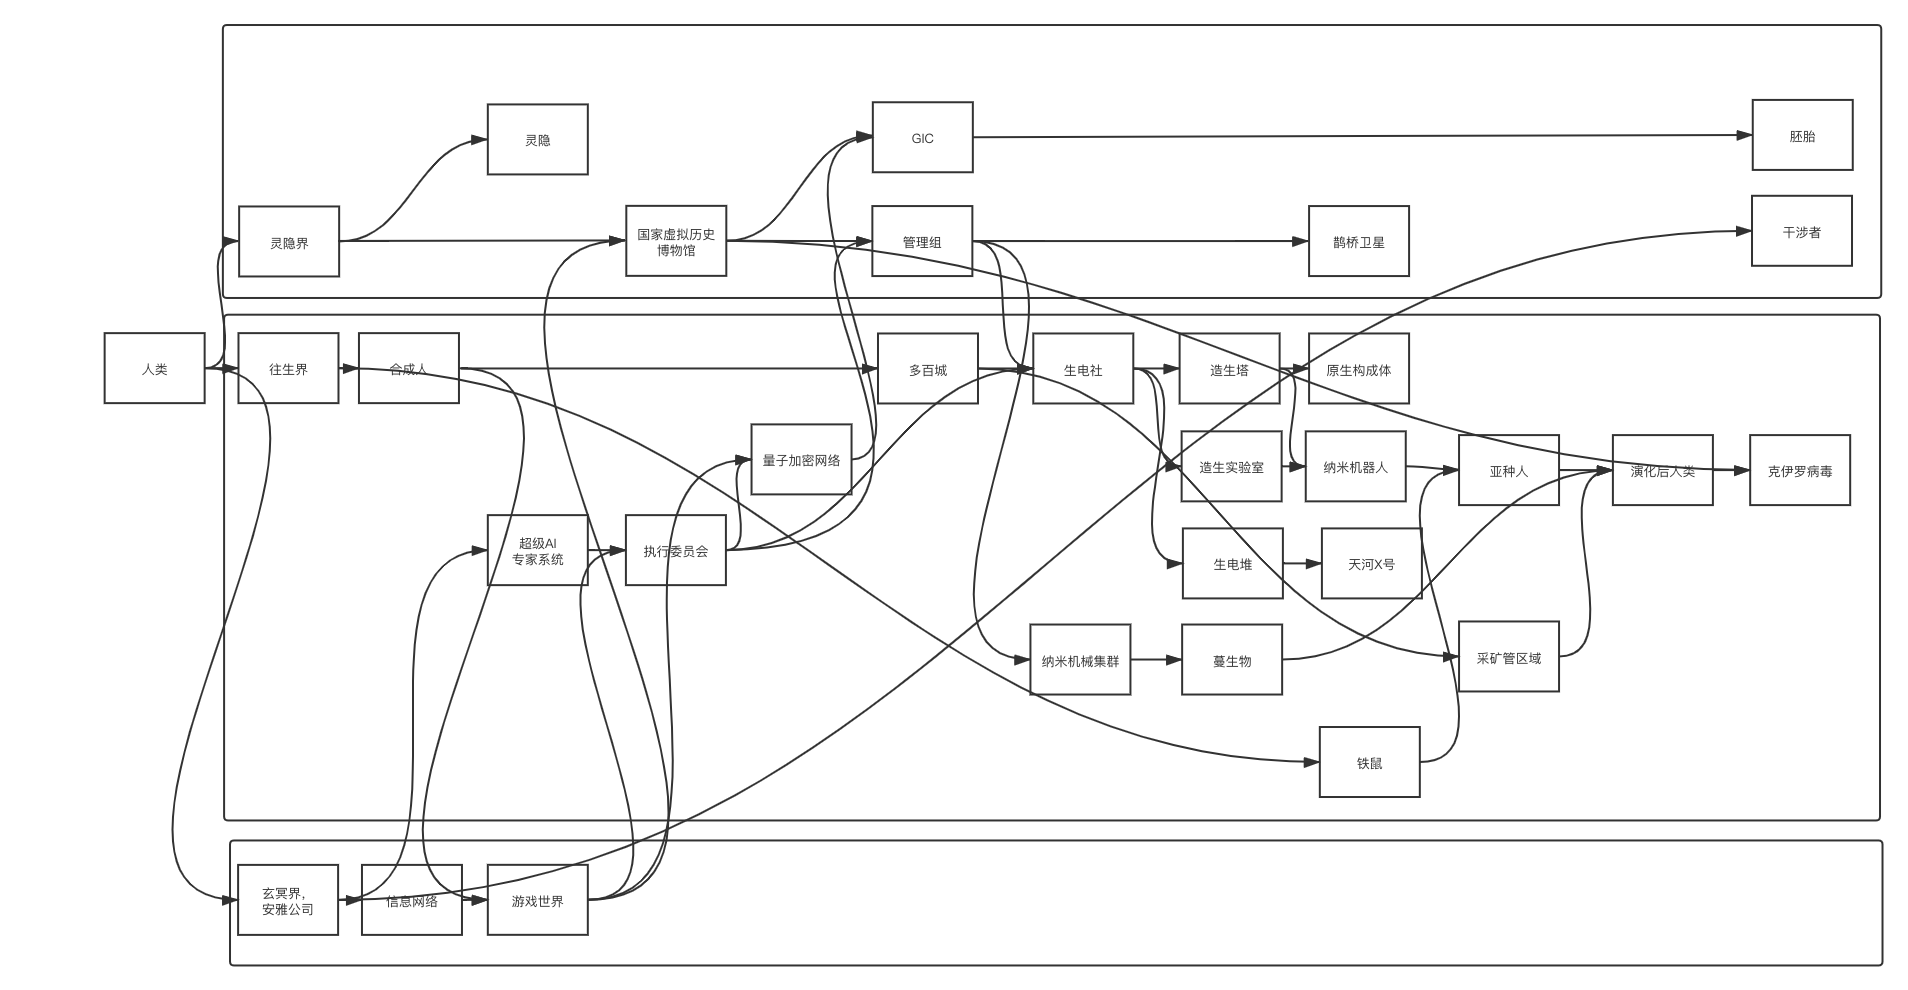 灵隐
GIC
胚胎
灵隐界
国家虚拟历史
博物馆
管理组
鹊桥卫星
干涉者
人类
往生界
合成人
多百城
生电社
造生塔
原生构成体
量子加密网络
造生实验室
纳米机器人
亚种人
演化后人类
克伊罗病毒
超级AI
专家系统
执行委员会
生电堆
天河X号
纳米机械集群
蔓生物
采矿管区域
铁鼠
玄冥界，
安雅公司
信息网络
游戏世界